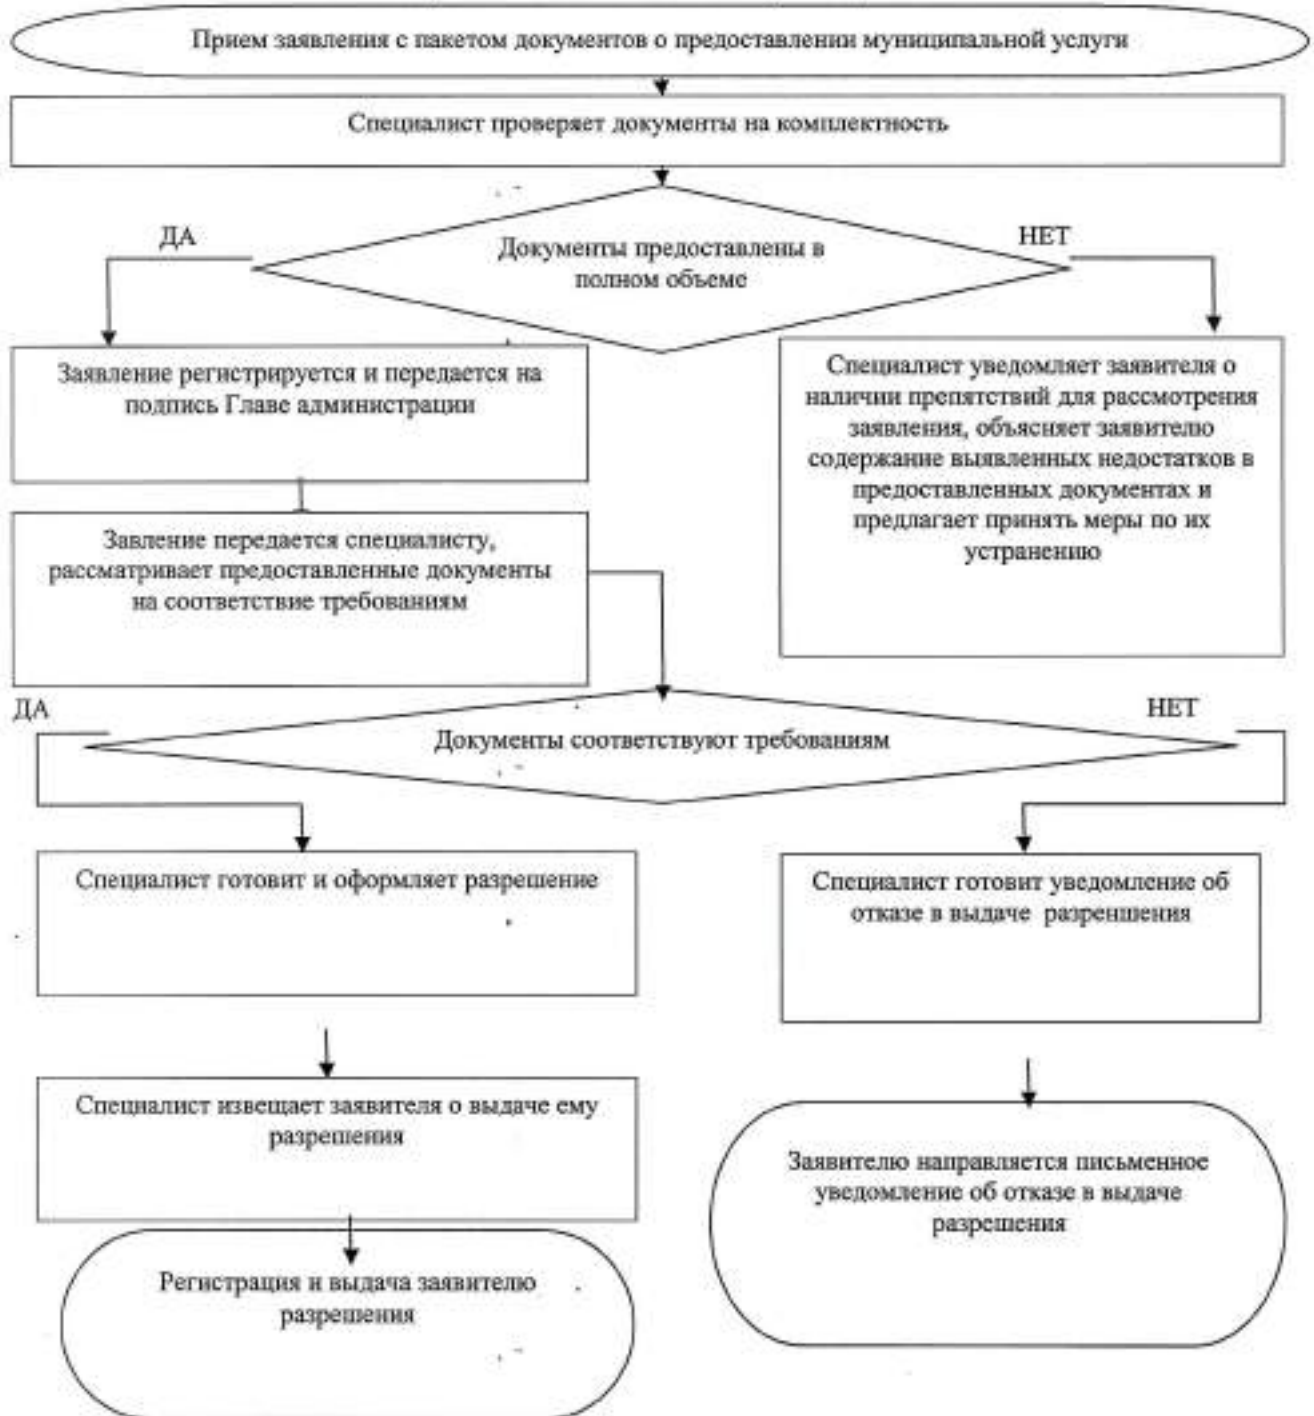 Прием заявления с пакетом документов о предоставлении муниципальной услуги
Специалист проверяет документы на комплектность
ДА
НЕТ
Документы предоставлены в
полном объеме
Заявление регистрируется и передается на
подпись Главе администрации
Специалист уведомляет заявителя о
наличии препятствий для рассмотрения
заявления, объясняет заявителю
содержание выявленных недостатков в
предоставленных документах и
предлагает принять меры по их
устранению
Завление передается специалисту,
рассматривает предоставленные документы
на соответствие требованиям
ДА
НЕТ
Документы соответствуют требованиям
Специалист готовит и оформляет разрешение
Специалист готовит уведомление об
отказе в выдаче разреншения
Специалист извещает заявителя о выдаче ему
разрешения
Заявителю направляется письменное
уведомление об отказе в выдаче
разрешения
Регистрация и выдача заявителю
разрешения